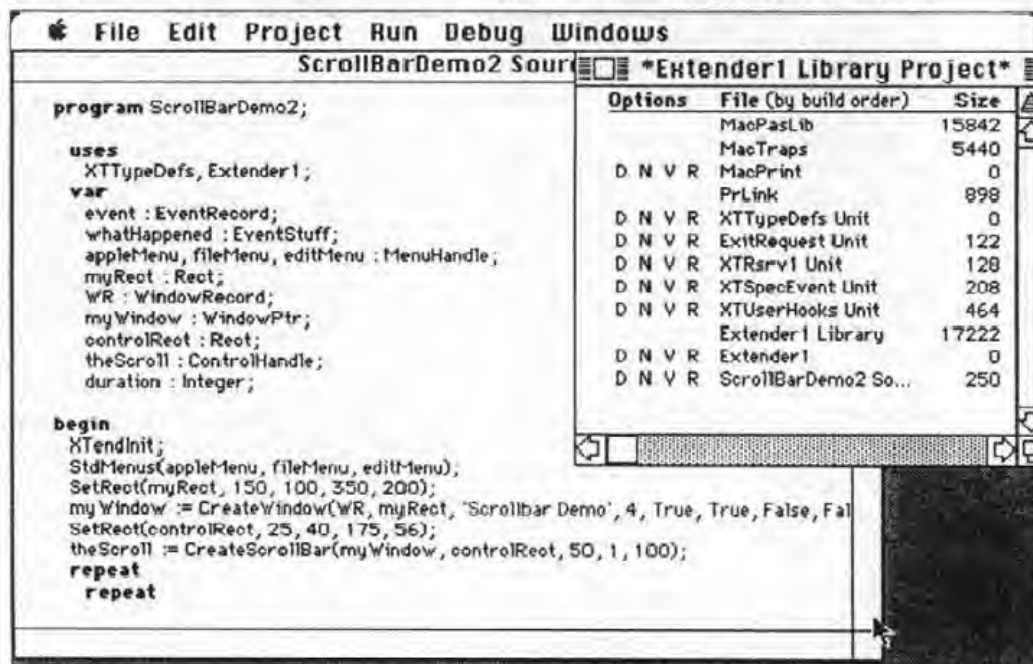 File Edit Project Run Debug Windows
ScrollBarDemo2 Sour
program ScrollBarDemo2;
uses
XTTypeDefs, Extender1;
var
event : EventRecord;
whatHappened : EventStuff;
appleMenu, fileMenu, editMenu : MenuHandle;
myRect : Rect;
WR : WindowRecord;
myWindow : WindowPtr;
controlRect : Rect;
theScroll : ControlHandle;
duration : Integer;
begin
XTendInit;
StdMenus(appleMenu, fileMenu, editMenu);
SetRect(myRect, 150, 100, 350, 200);
myWindow := CreateWindow(WR, myRect, 'Scrollbar Demo', 4, True, True, False, Fal
SetRect(controlRect, 25, 40, 175, 56);
theScroll := CreateScrollBar(myWindow, controlRect, 50, 1, 100);
repeat
repeat
*Extender1 Library Project*
Options File (by build order) Size
MacPasLib 15842
MacTraps 5440
D N V R MacPrint 0
PrLink 898
D N V R XTTypeDefs Unit 0
D N V R ExitRequest Unit 122
D N V R XTRsrv1 Unit 128
D N V R XTSpecEvent Unit 208
D N V R XTUserHooks Unit 464
Extender1 Library 17222
D N V R Extender1 0
D N V R ScrollBarDemo2 So... 250